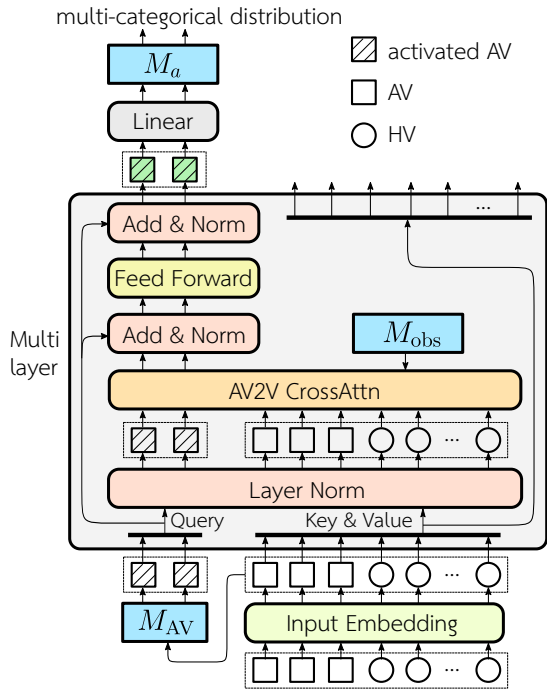 multi-categorical distribution
M_a
activated AV
AV
Linear
HV
Add & Norm
...
Feed Forward
Add & Norm
M_obs
Multi
layer
AV2V CrossAttn
...
Layer Norm
Query
Key & Value
...
M_AV
Input Embedding
...